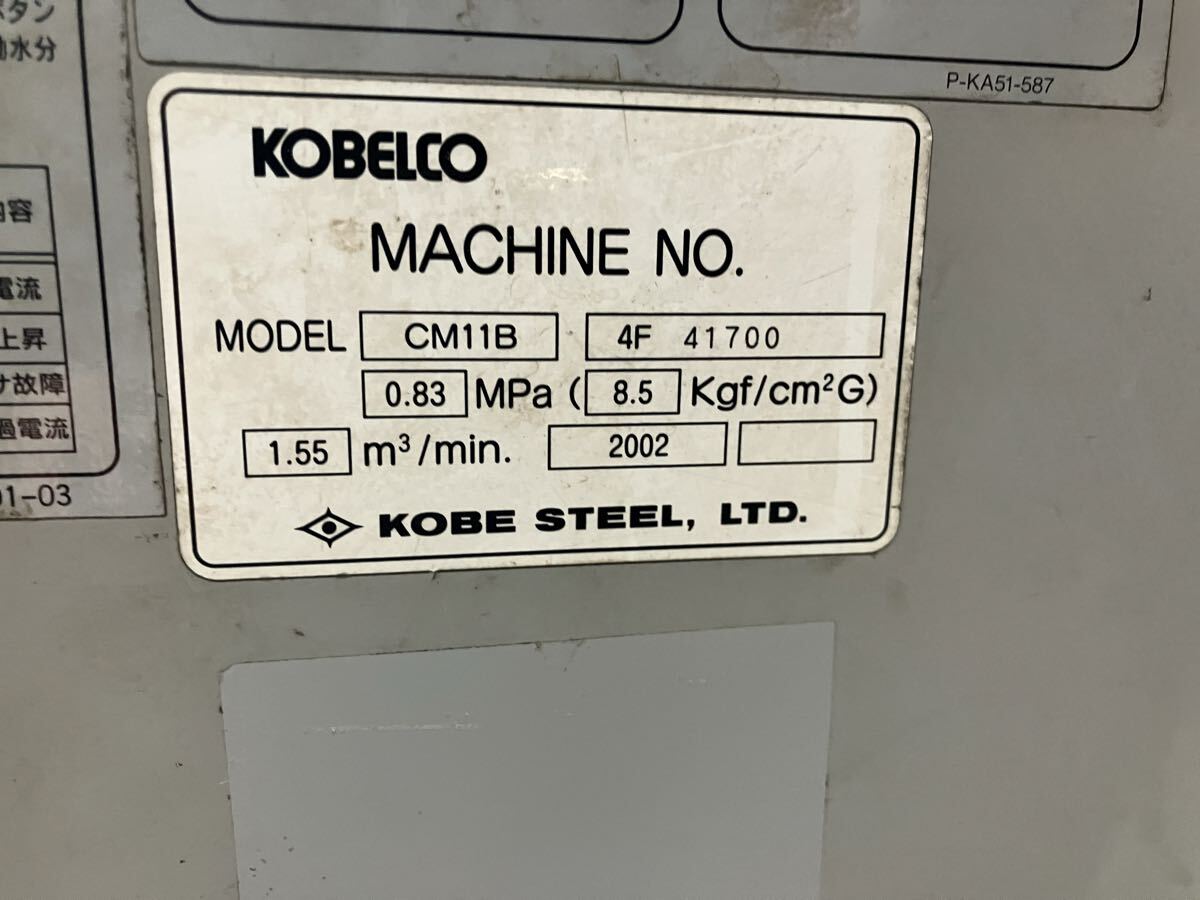 ボタン
水分
内容
電流
上昇
故障
過電流
01-03
P-KA51-587
KOBELCO
MACHINE NO.
MODEL CM11B 4F 41700
0.83 MPa (8.5 Kgf/cm²G)
1.55 m³/min. 2002
KOBE STEEL, LTD.